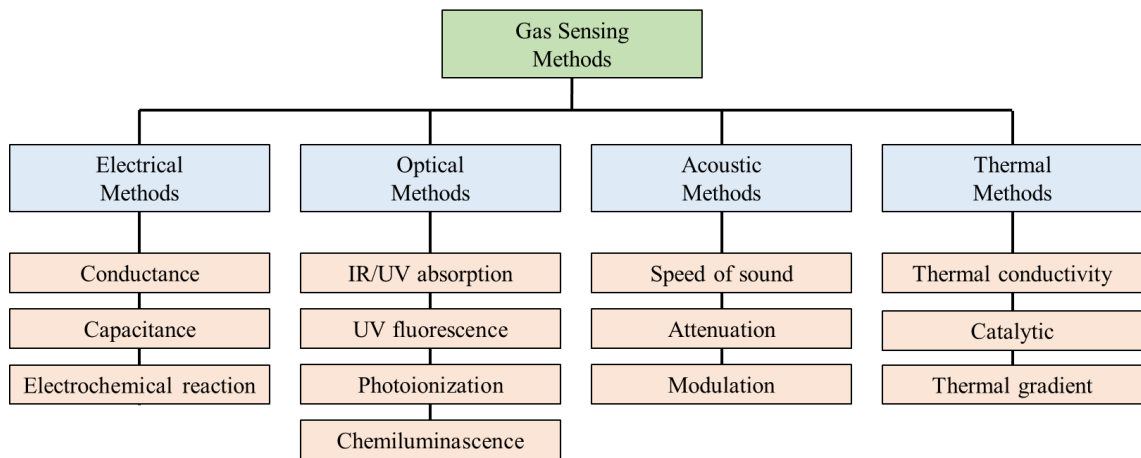 Gas Sensing
Methods
Electrical
Methods
Optical
Methods
Acoustic
Methods
Thermal
Methods
Conductance
Capacitance
Electrochemical reaction
IR/UV absorption
UV fluorescence
Photoionization
Chemiluminascence
Speed of sound
Attenuation
Modulation
Thermal conductivity
Catalytic
Thermal gradient